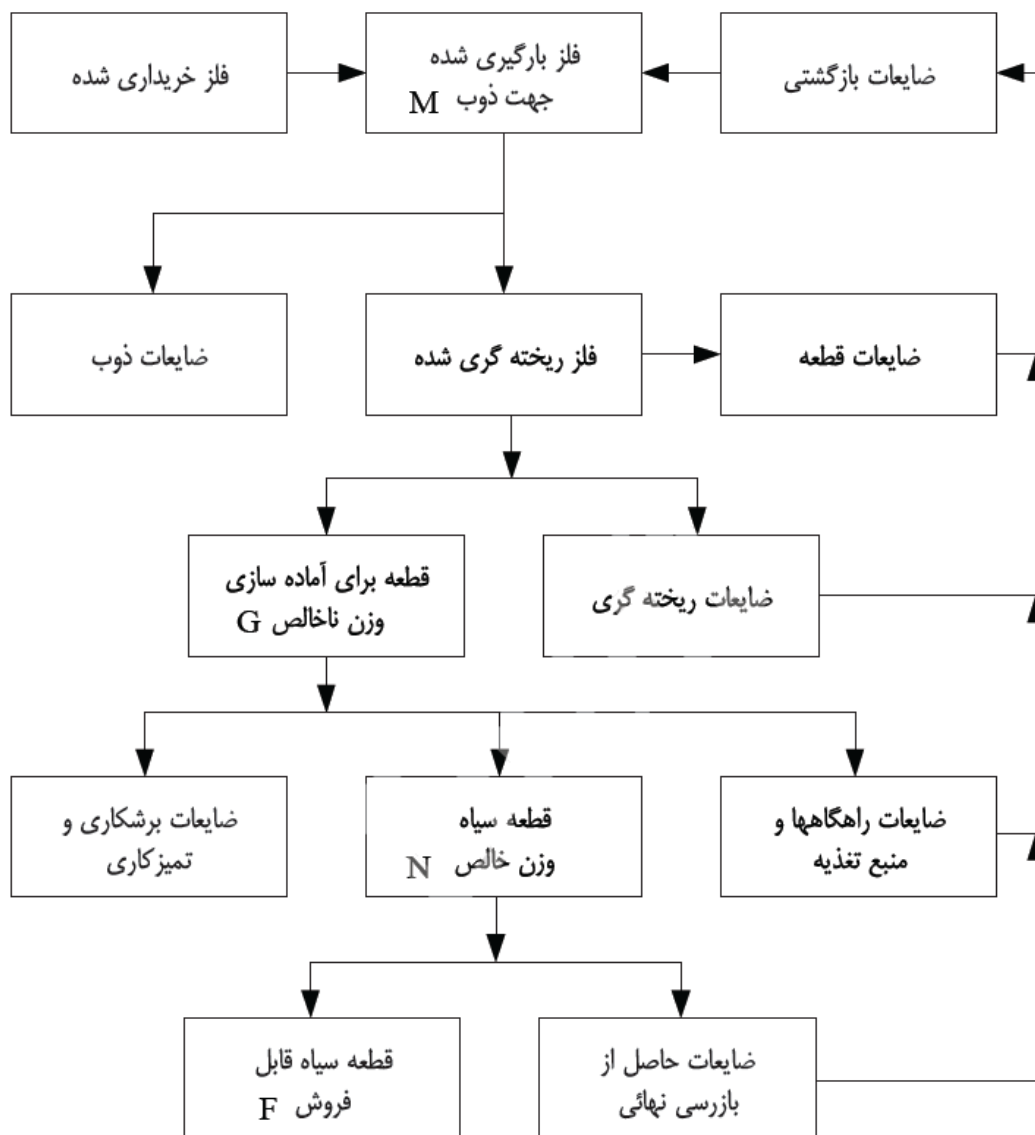 ضایعات بازگشتی
فلز بارگیری شده
جهت ذوب M
فلز خریداری شده
ضایعات قطعه
فلز ریخته گری شده
ضایعات ذوب
ضایعات ریخته گری
قطعه برای آماده سازی
وزن ناخالص G
ضایعات راهگاهها و
منبع تغذیه
قطعه سیاه
وزن خالص N
ضایعات برشکاری و
تمیزکاری
ضایعات حاصل از
بازرسی نهائی
قطعه سیاه قابل
فروش F